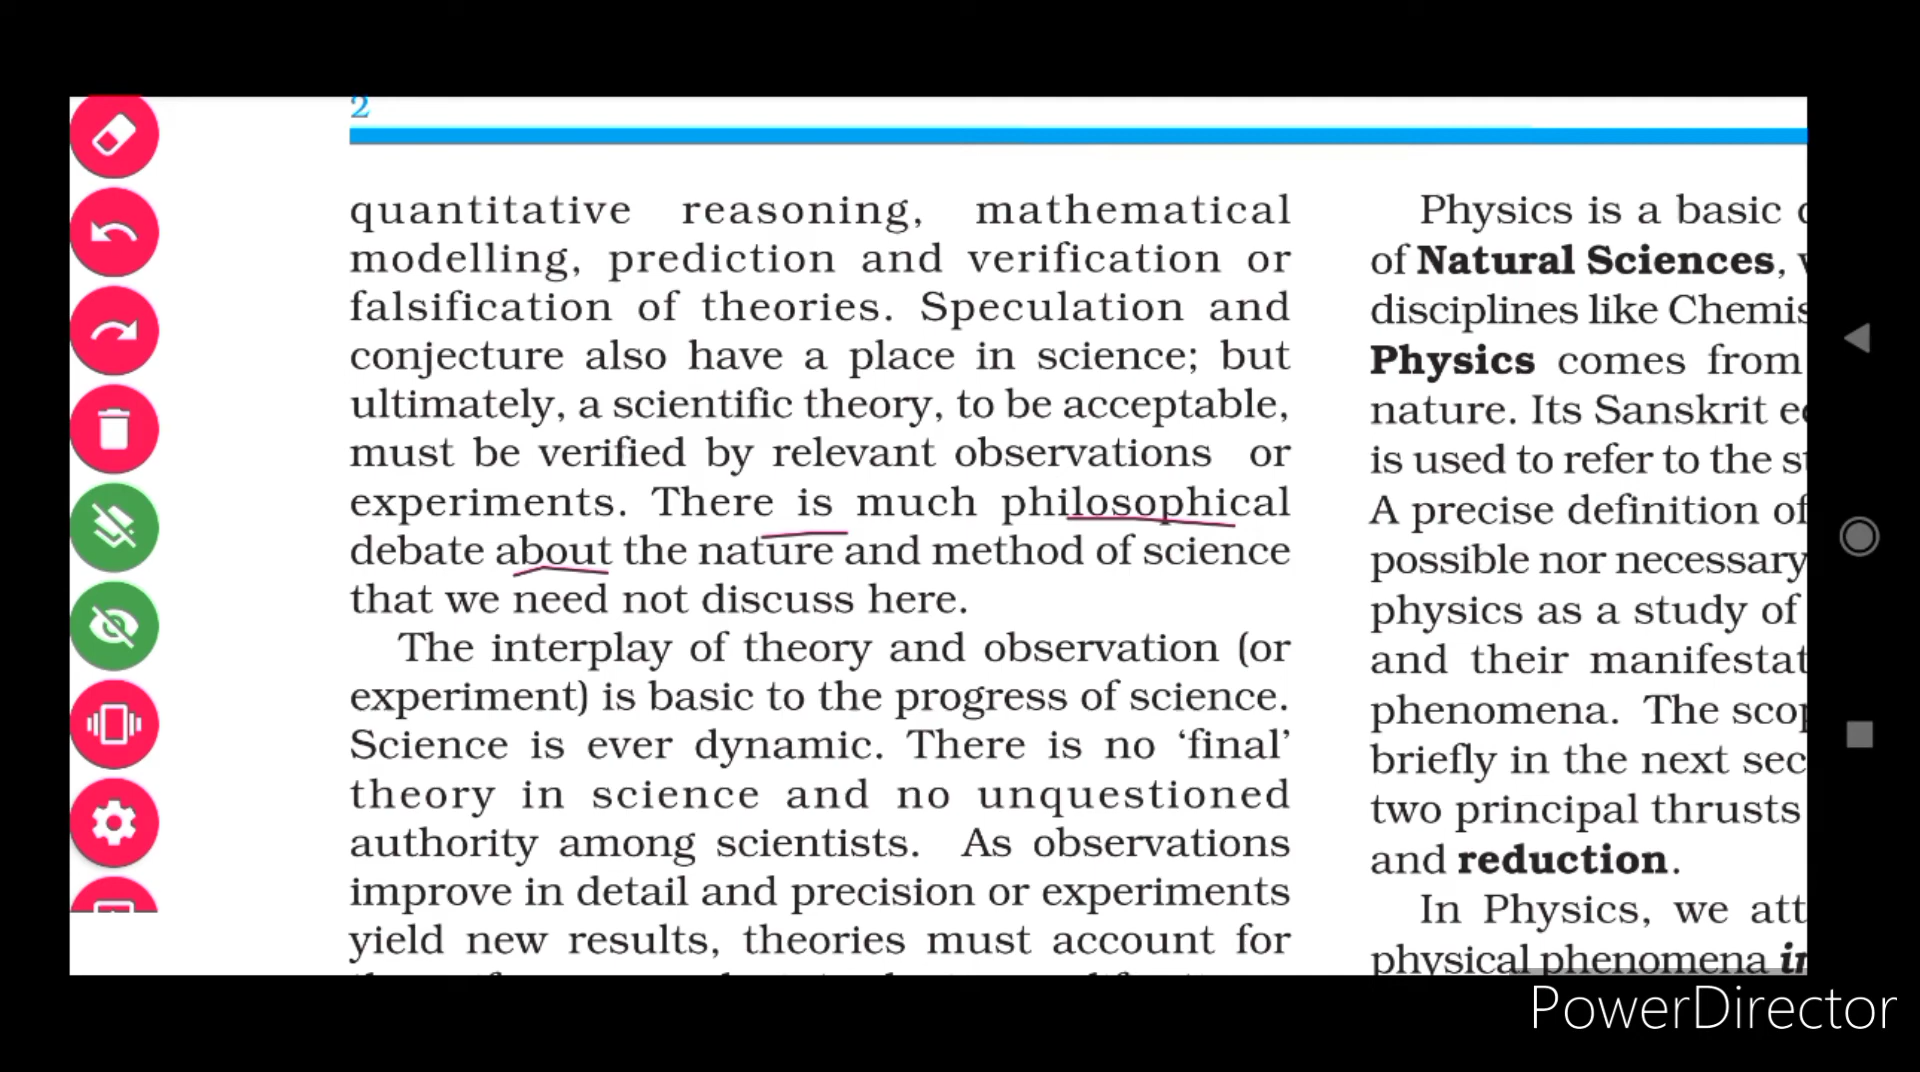 2
quantitative reasoning, mathematical
modelling, prediction and verification or
falsification of theories. Speculation and
conjecture also have a place in science; but
ultimately, a scientific theory, to be acceptable,
must be verified by relevant observations or
experiments. There is much philosophical
debate about the nature and method of science
that we need not discuss here.
The interplay of theory and observation (or
experiment) is basic to the progress of science.
Science is ever dynamic. There is no ‘final’
theory in science and no unquestioned
authority among scientists. As observations
improve in detail and precision or experiments
yield new results, theories must account for
Physics is a basic
of Natural Sciences,
disciplines like
Physics comes from
nature. Its Sanskrit
is used to refer to the
A precise definition of
possible nor necessary
physics as a study of
and their
phenomena. The
briefly in the next
two principal thrusts
and reduction.
In Physics, we
physical phenomena
PowerDirector